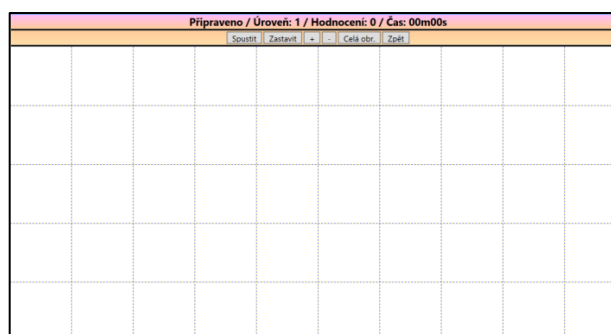 Připraveno / Úroveň: 1 / Hodnocení: 0 / Čas: 00m00s
Spustit Zastavit + - Celá obr. Zpět